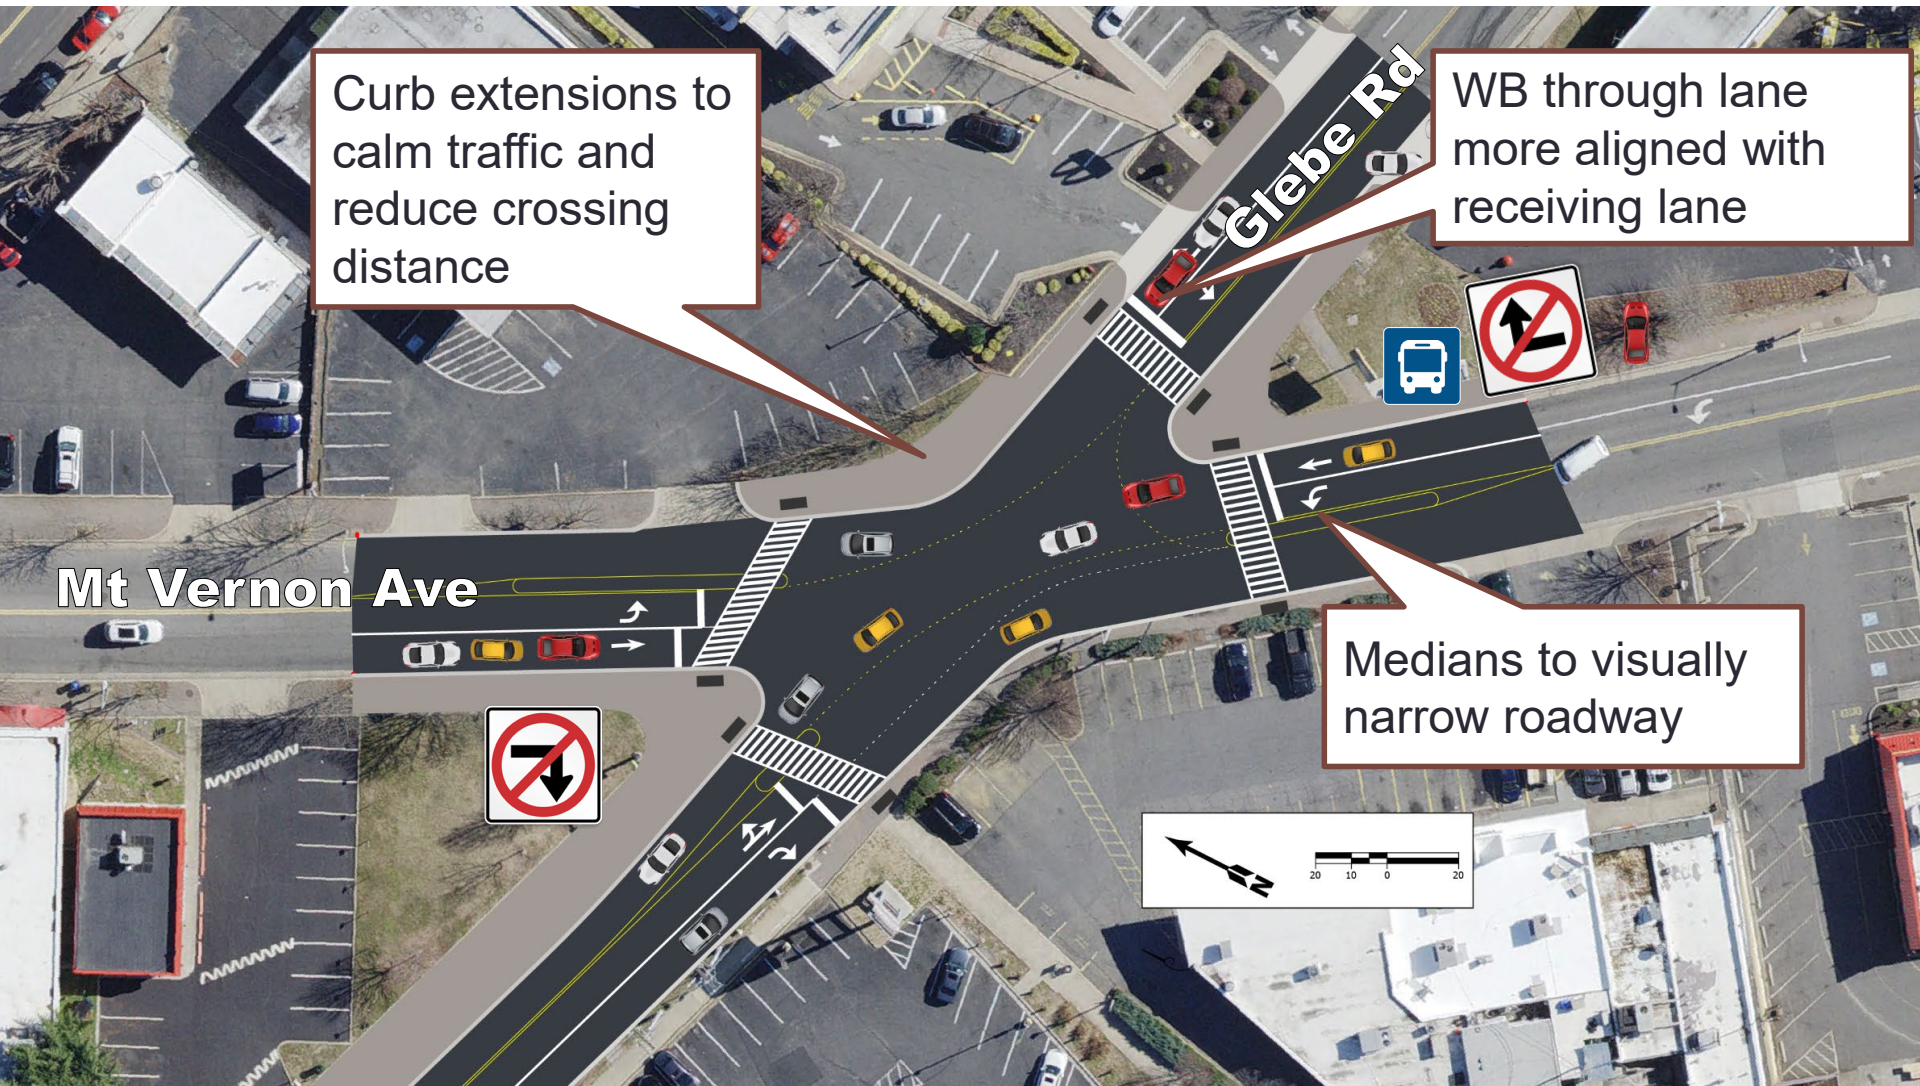 Curb extensions to
calm traffic and
reduce crossing
distance
Glebe Rd
WB through lane
more aligned with
receiving lane
Mt Vernon Ave
Medians to visually
narrow roadway
N
20 10 0 20